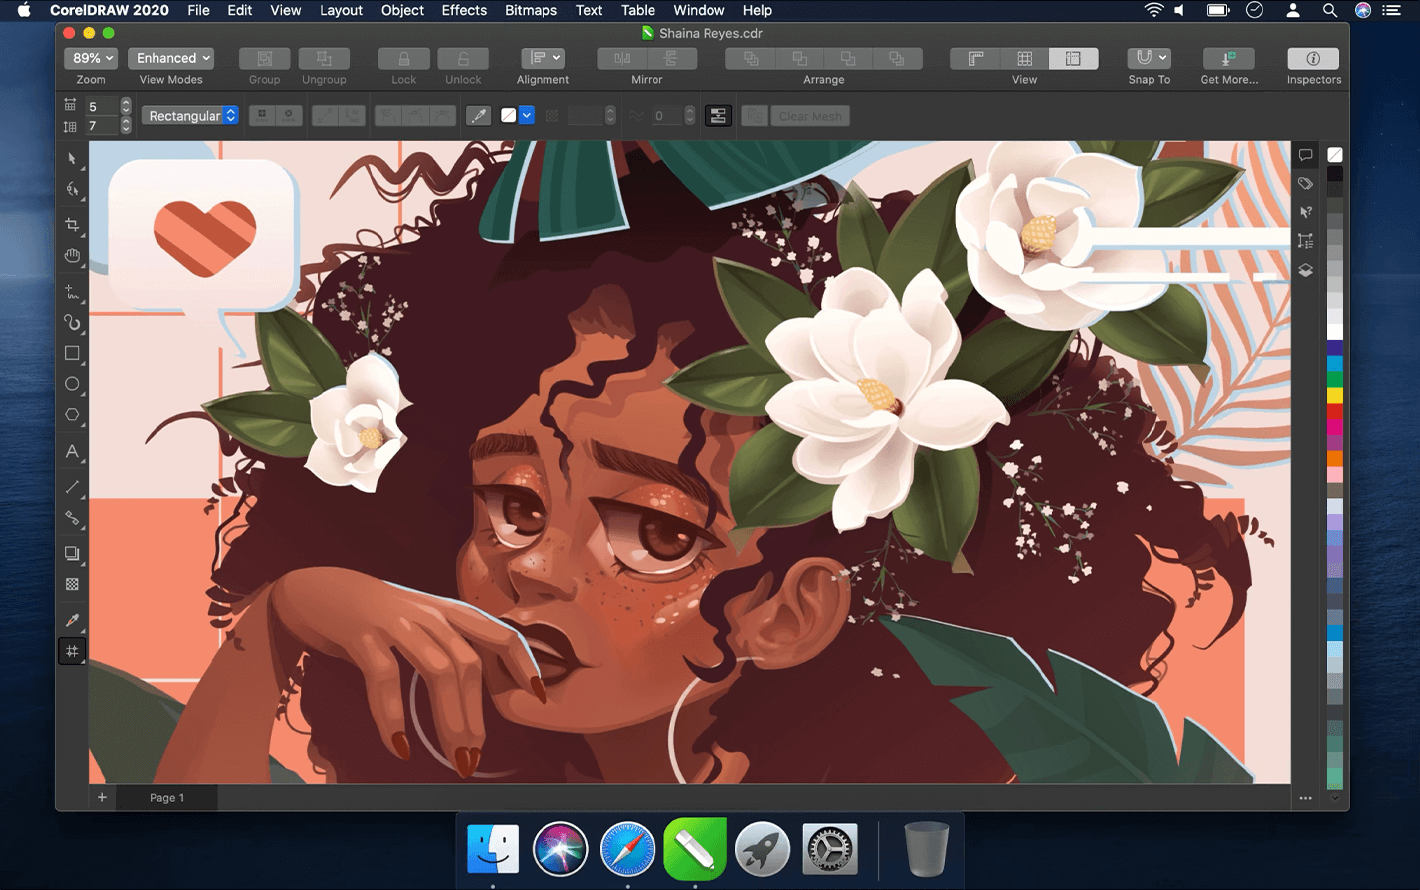 CorelDRAW 2020 File Edit View Layout Object Effects Bitmaps Text Table Window Help
Shaina Reyes.cdr
89% Enhanced
Zoom View Modes Group Ungroup Lock Unlock Alignment Mirror Arrange View Snap To Get More... Inspectors
5
Rectangular 0 Clear Mesh
7
Page 1